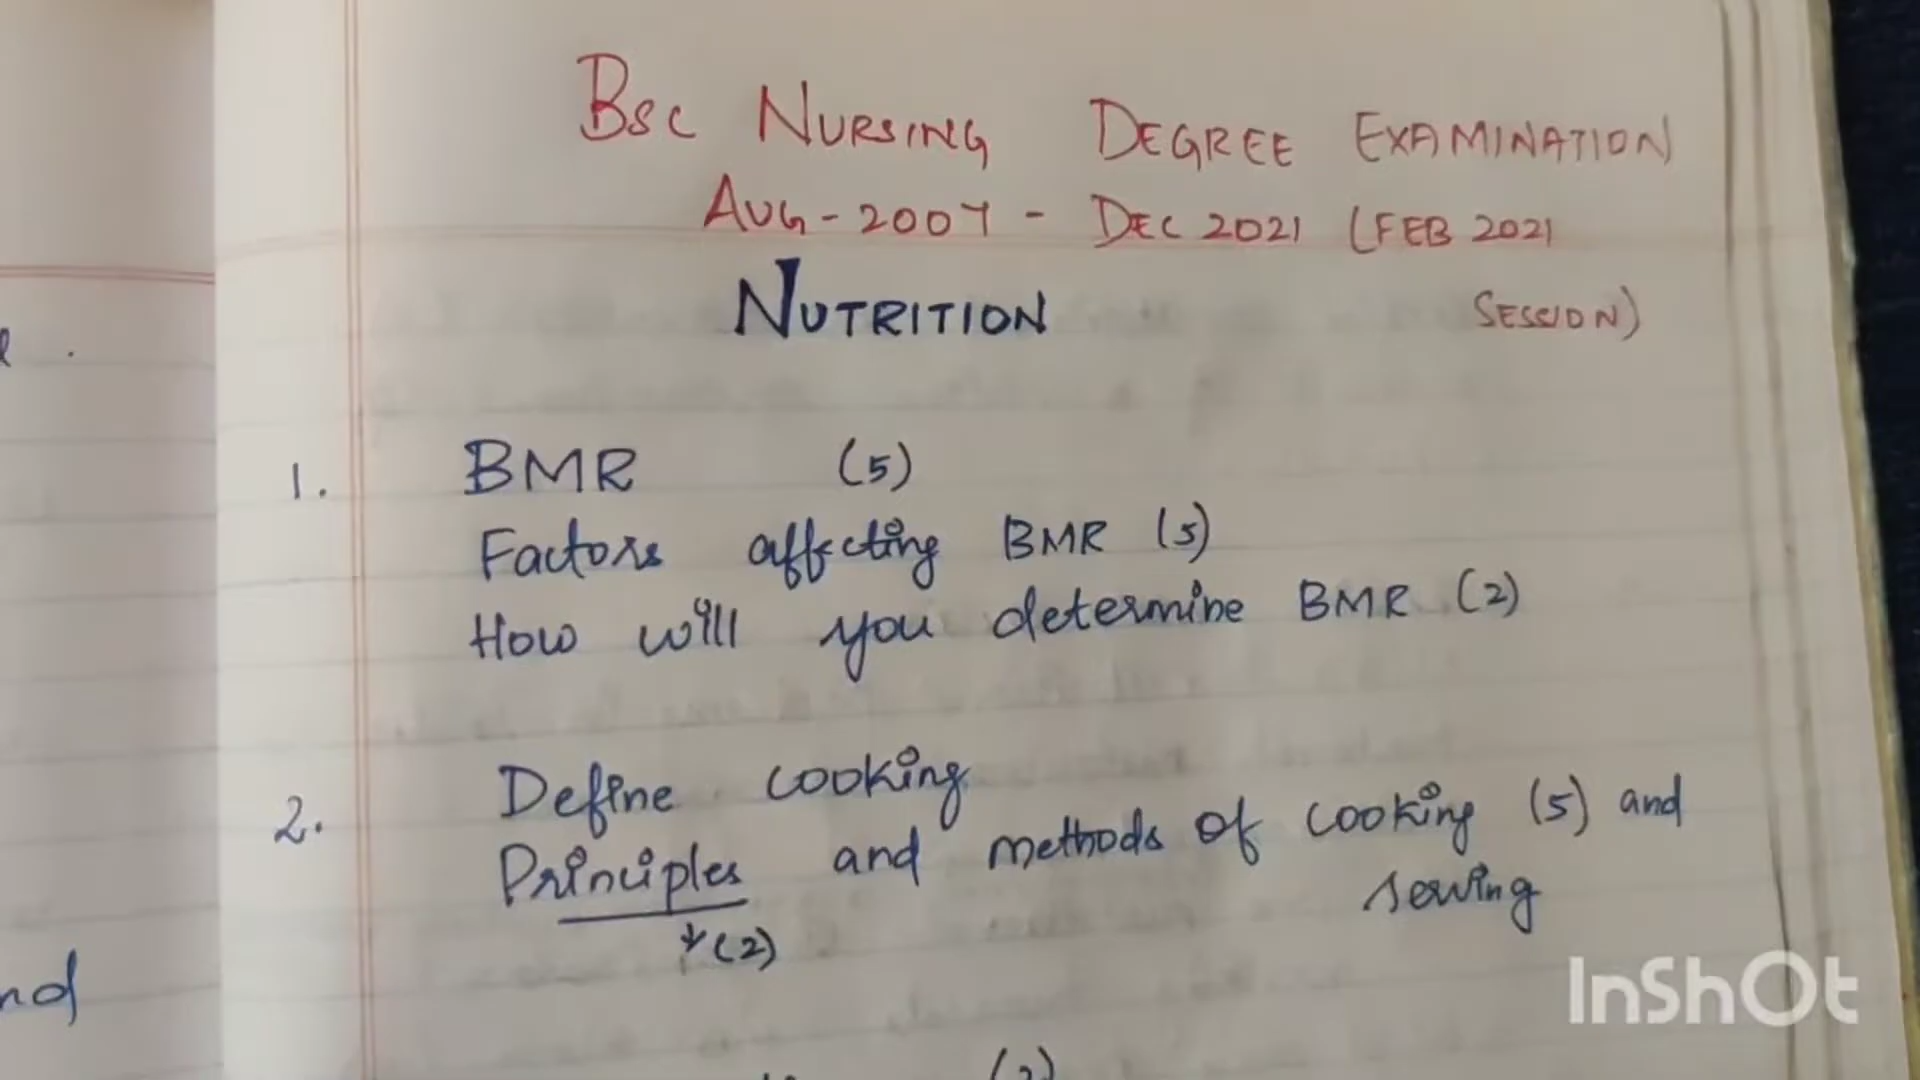 BSC NURSING DEGREE EXAMINATION
AUG-2007 - DEC 2021 (FEB 2021
SESSION)
NUTRITION
1. BMR (5)
Factors affecting BMR (5)
How will you determine BMR (2)
2. Define cooking
Principles and methods of cooking (5) and
serving
(2)
nd
(2)
InShOt